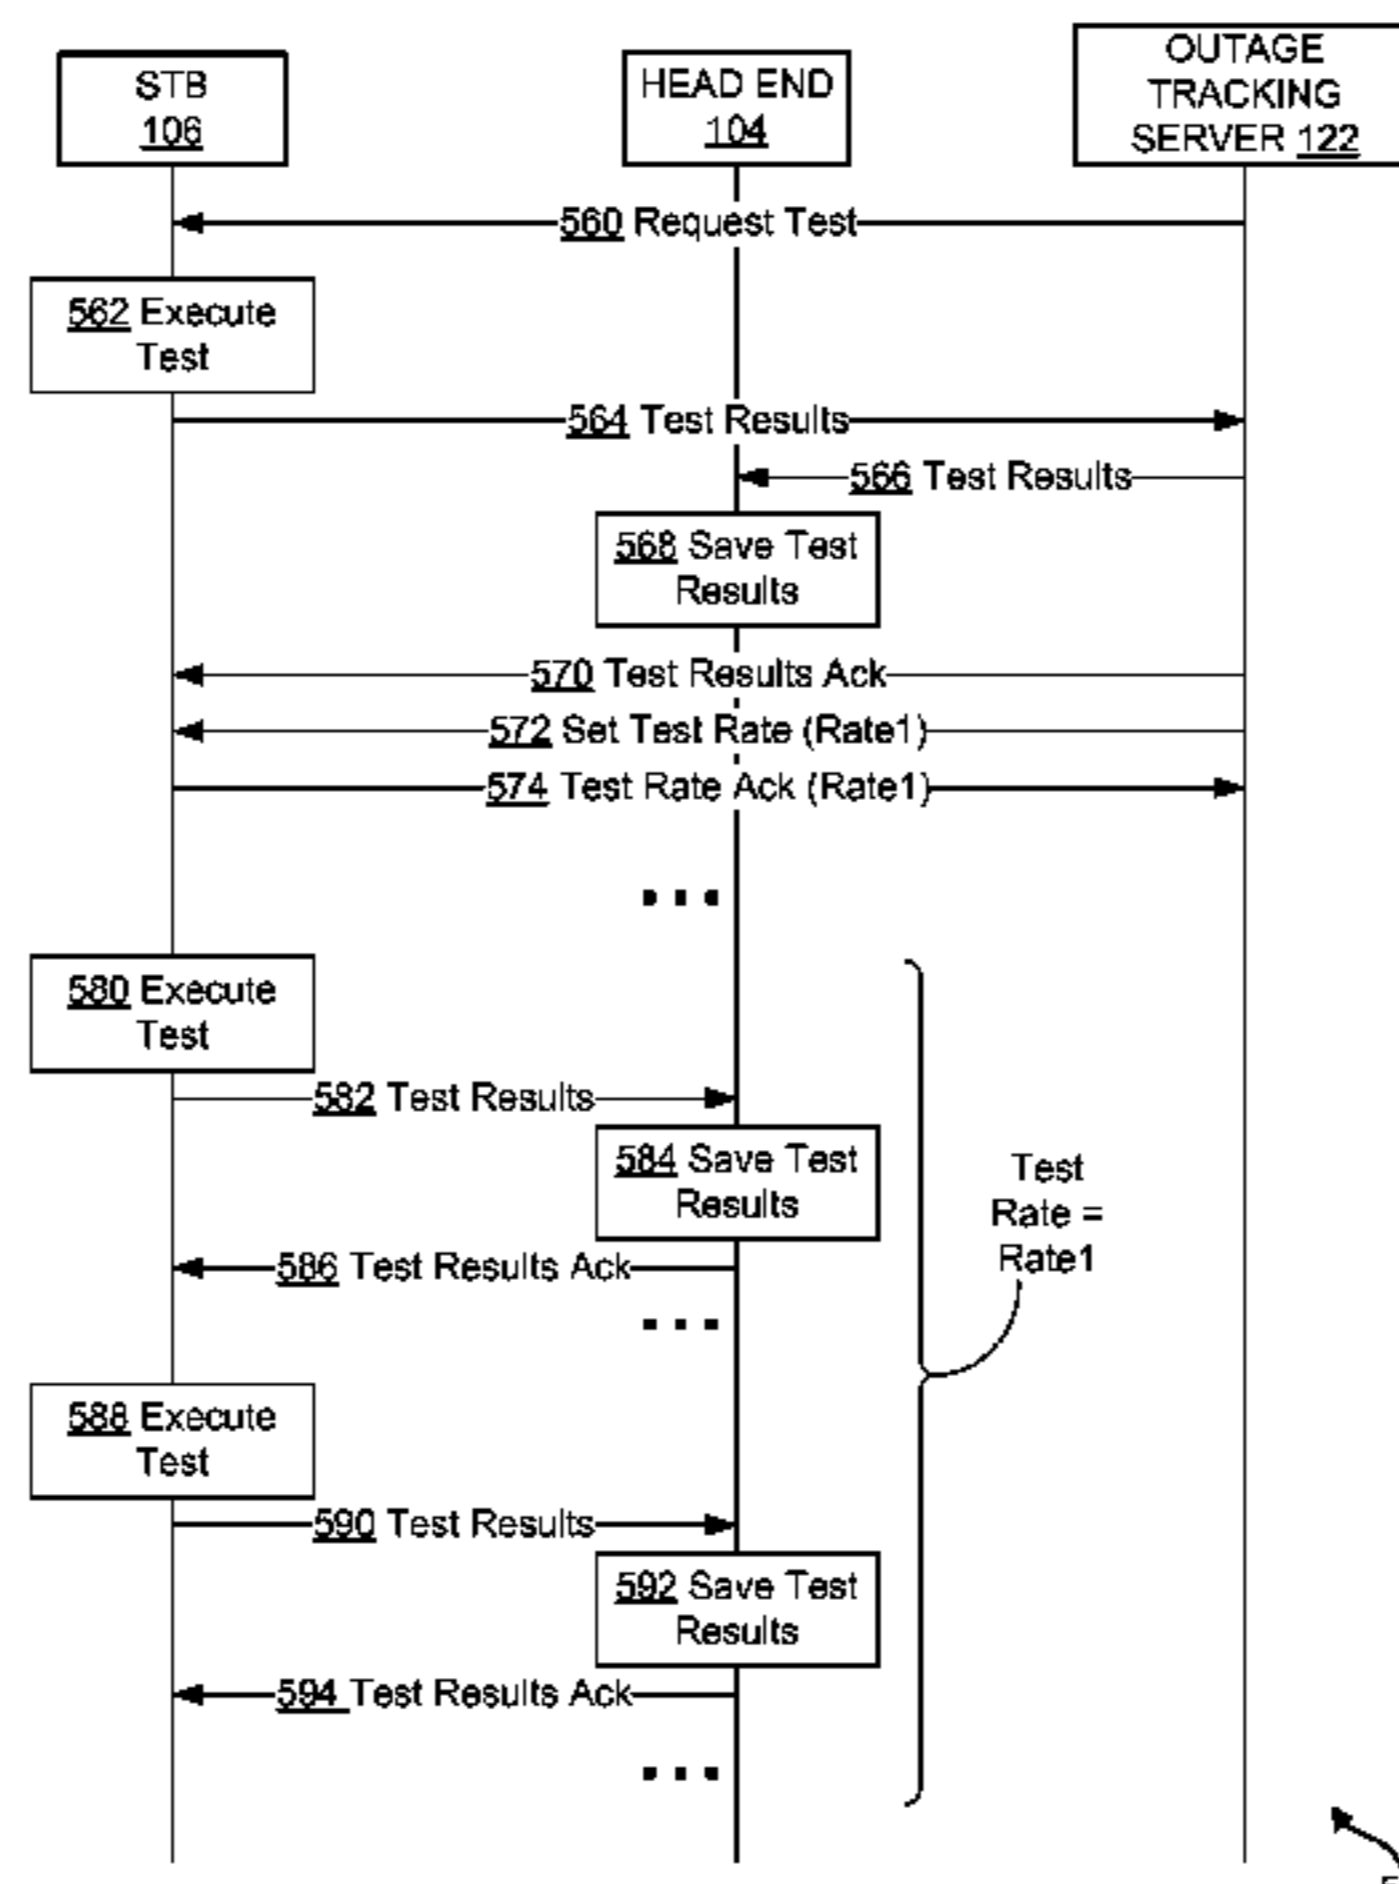 STB
106
HEAD END
104
OUTAGE
TRACKING
SERVER 122
560 Request Test
562 Execute
Test
564 Test Results
566 Test Results
568 Save Test
Results
570 Test Results Ack
572 Set Test Rate (Rate1)
574 Test Rate Ack (Rate1)
...
580 Execute
Test
582 Test Results
584 Save Test
Results
Test
Rate =
Rate1
586 Test Results Ack
...
588 Execute
Test
590 Test Results
592 Save Test
Results
594 Test Results Ack
...